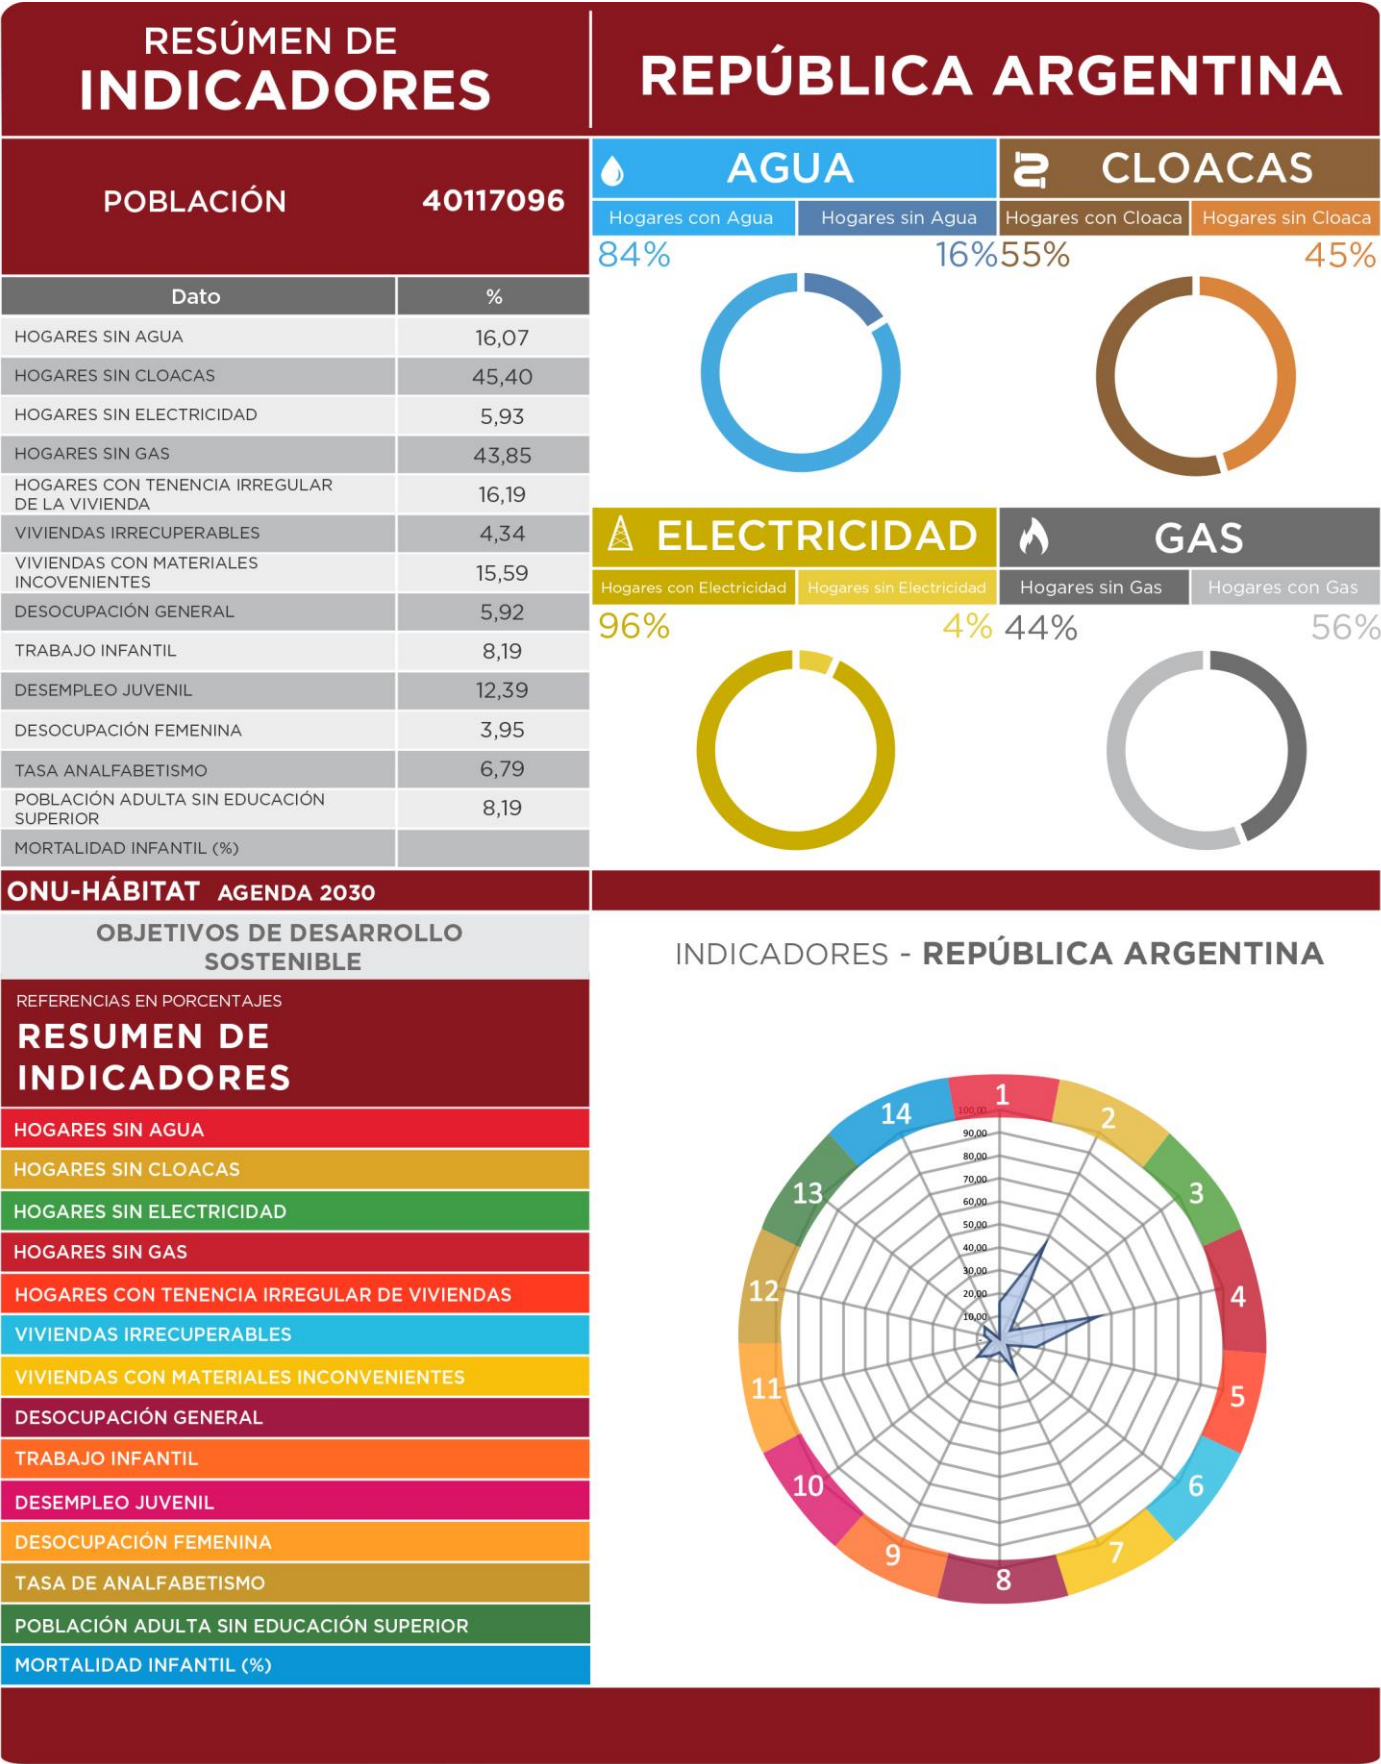 RESÚMEN DE
INDICADORES
REPÚBLICA ARGENTINA
POBLACIÓN 40117096
Dato %
HOGARES SIN AGUA 16,07
HOGARES SIN CLOACAS 45,40
HOGARES SIN ELECTRICIDAD 5,93
HOGARES SIN GAS 43,85
HOGARES CON TENENCIA IRREGULAR
DE LA VIVIENDA 16,19
VIVIENDAS IRRECUPERABLES 4,34
VIVIENDAS CON MATERIALES
INCOVENIENTES 15,59
DESOCUPACIÓN GENERAL 5,92
TRABAJO INFANTIL 8,19
DESEMPLEO JUVENIL 12,39
DESOCUPACIÓN FEMENINA 3,95
TASA ANALFABETISMO 6,79
POBLACIÓN ADULTA SIN EDUCACIÓN
SUPERIOR 8,19
MORTALIDAD INFANTIL (%)
AGUA
Hogares con Agua Hogares sin Agua
84% 16%
CLOACAS
Hogares con Cloaca Hogares sin Cloaca
55% 45%
ELECTRICIDAD
Hogares con Electricidad Hogares sin Electricidad
96% 4%
GAS
Hogares sin Gas Hogares con Gas
44% 56%
ONU-HÁBITAT AGENDA 2030
OBJETIVOS DE DESARROLLO
SOSTENIBLE
REFERENCIAS EN PORCENTAJES
RESUMEN DE
INDICADORES
HOGARES SIN AGUA
HOGARES SIN CLOACAS
HOGARES SIN ELECTRICIDAD
HOGARES SIN GAS
HOGARES CON TENENCIA IRREGULAR DE VIVIENDAS
VIVIENDAS IRRECUPERABLES
VIVIENDAS CON MATERIALES INCONVENIENTES
DESOCUPACIÓN GENERAL
TRABAJO INFANTIL
DESEMPLEO JUVENIL
DESOCUPACIÓN FEMENINA
TASA DE ANALFABETISMO
POBLACIÓN ADULTA SIN EDUCACIÓN SUPERIOR
MORTALIDAD INFANTIL (%)
INDICADORES - REPÚBLICA ARGENTINA
1
2
3
4
5
6
7
8
9
10
11
12
13
14
100,00
90,00
80,00
70,00
60,00
50,00
40,00
30,00
20,00
10,00
-